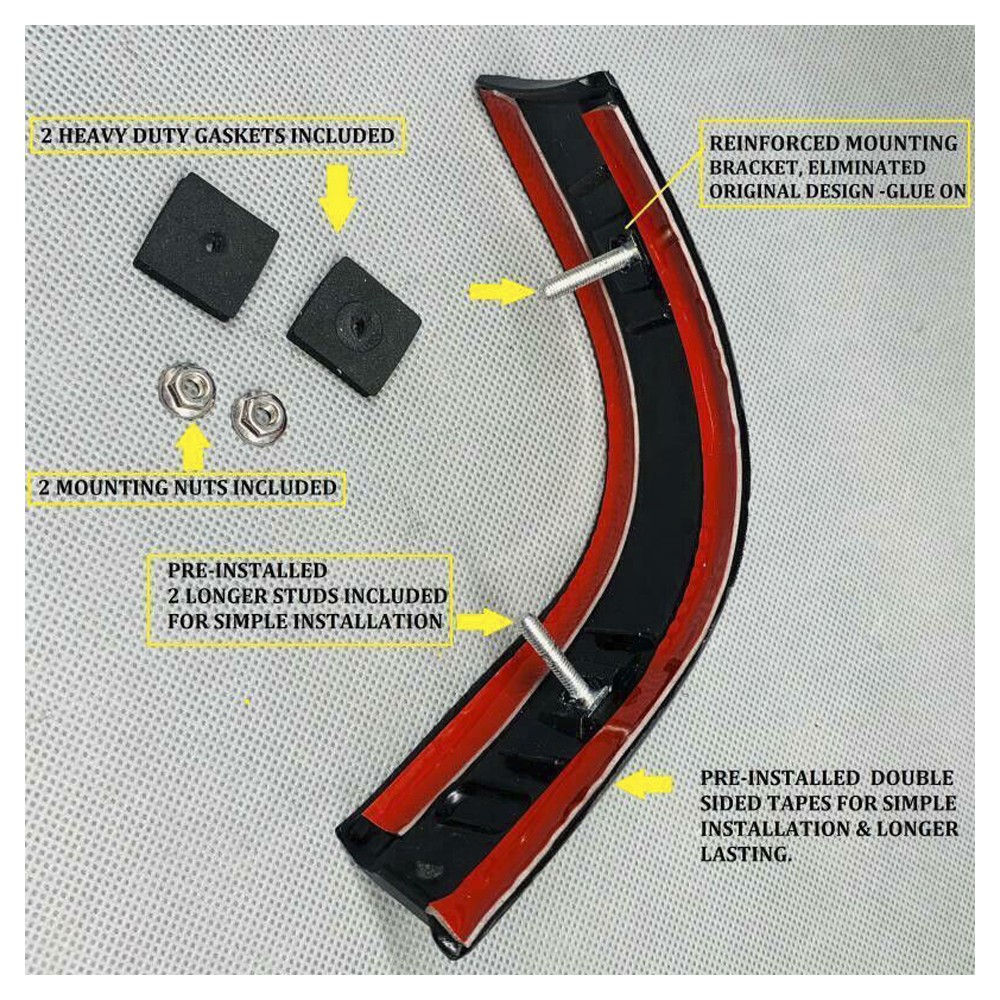 2 HEAVY DUTY GASKETS INCLUDED
REINFORCED MOUNTING
BRACKET, ELIMINATED
ORIGINAL DESIGN -GLUE ON
2 MOUNTING NUTS INCLUDED
PRE-INSTALLED
2 LONGER STUDS INCLUDED
FOR SIMPLE INSTALLATION
PRE-INSTALLED DOUBLE
SIDED TAPES FOR SIMPLE
INSTALLATION & LONGER
LASTING.